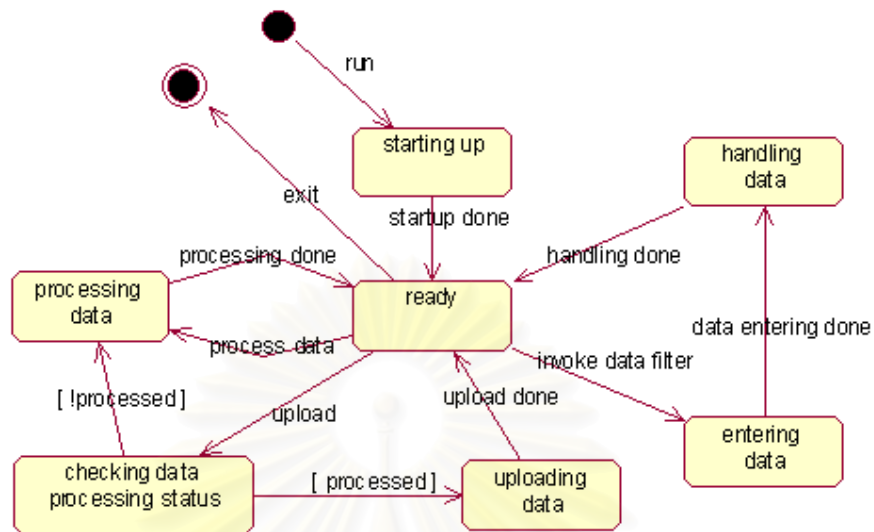 run
starting up
handling
data
exit
startup done
processing done
handling done
processing
data
ready
process data
data entering done
invoke data filter
[ !processed ]
upload
upload done
entering
data
checking data
processing status
[ processed ]
uploading
data